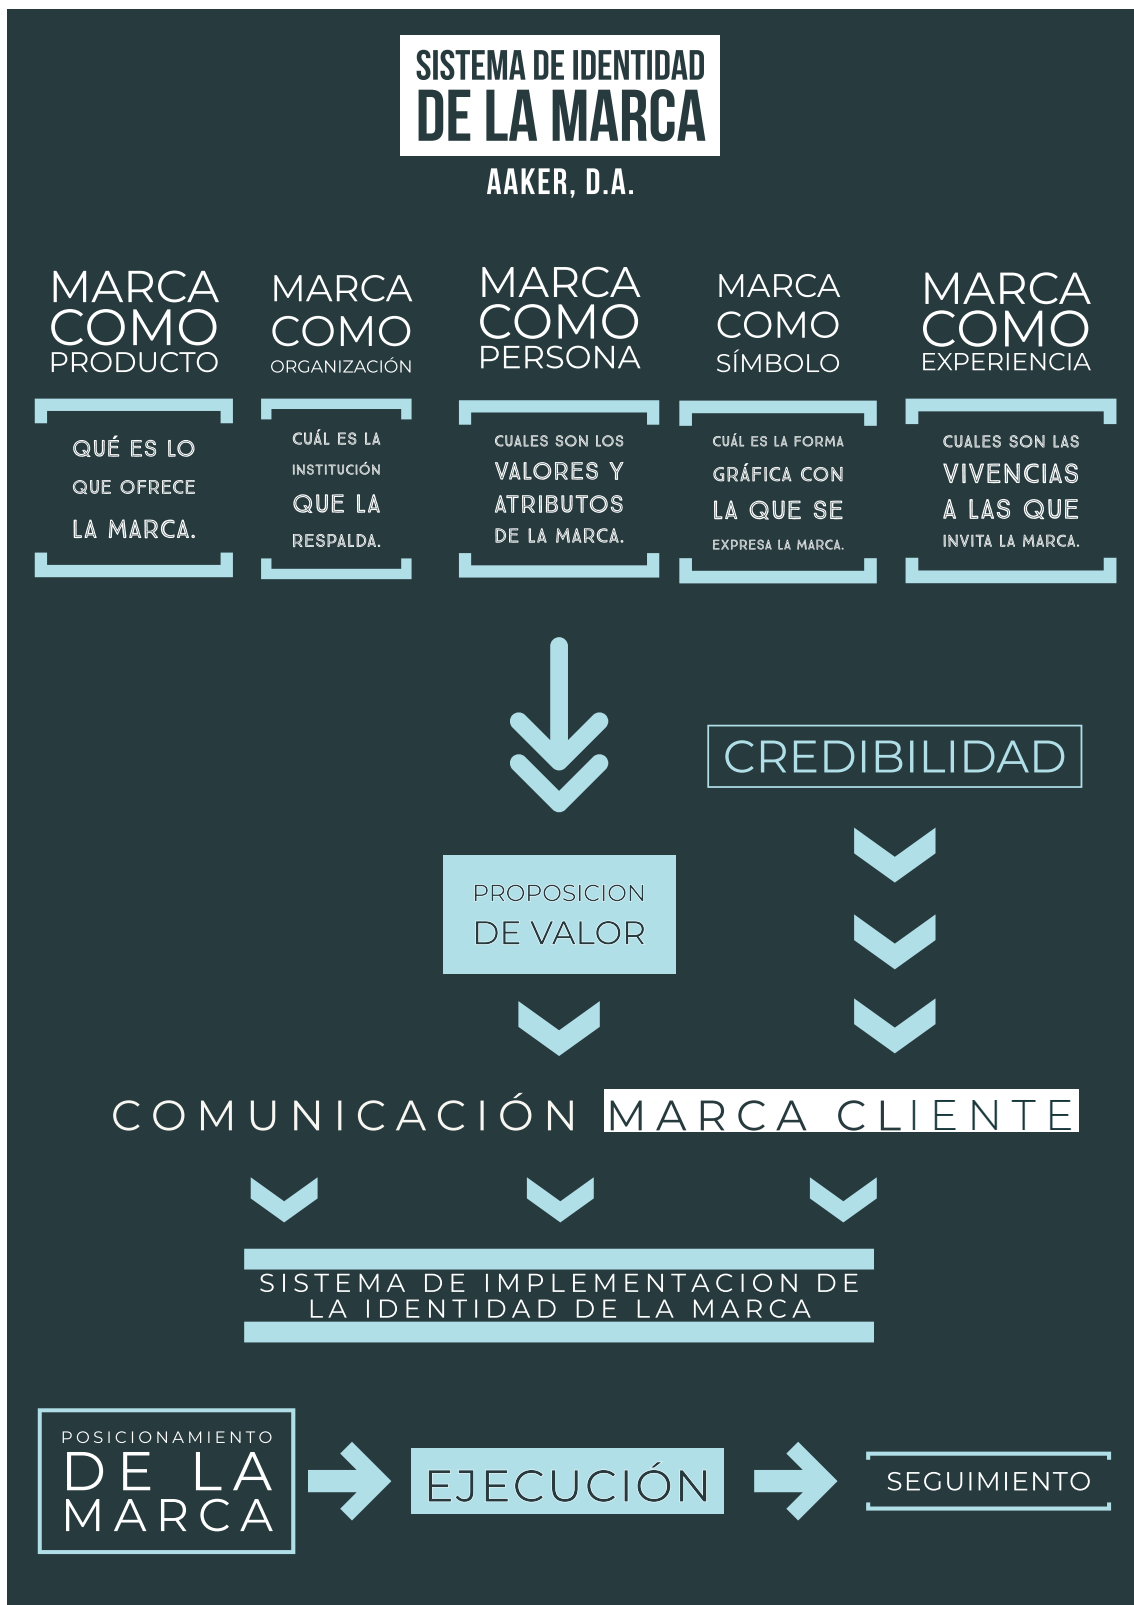 SISTEMA DE IDENTIDAD
DE LA MARCA
AAKER, D.A.
MARCA
COMO
PRODUCTO
QUÉ ES LO
QUE OFRECE
LA MARCA.
MARCA
COMO
ORGANIZACIÓN
CUÁL ES LA
INSTITUCIÓN
QUE LA
RESPALDA.
MARCA
COMO
PERSONA
CUALES SON LOS
VALORES Y
ATRIBUTOS
DE LA MARCA.
MARCA
COMO
SÍMBOLO
CUÁL ES LA FORMA
GRÁFICA CON
LA QUE SE
EXPRESA LA MARCA.
MARCA
COMO
EXPERIENCIA
CUALES SON LAS
VIVENCIAS
A LAS QUE
INVITA LA MARCA.
CREDIBILIDAD
PROPOSICION
DE VALOR
COMUNICACIÓN MARCA CLIENTE
SISTEMA DE IMPLEMENTACION DE
LA IDENTIDAD DE LA MARCA
POSICIONAMIENTO
DE LA
MARCA
EJECUCIÓN
SEGUIMIENTO